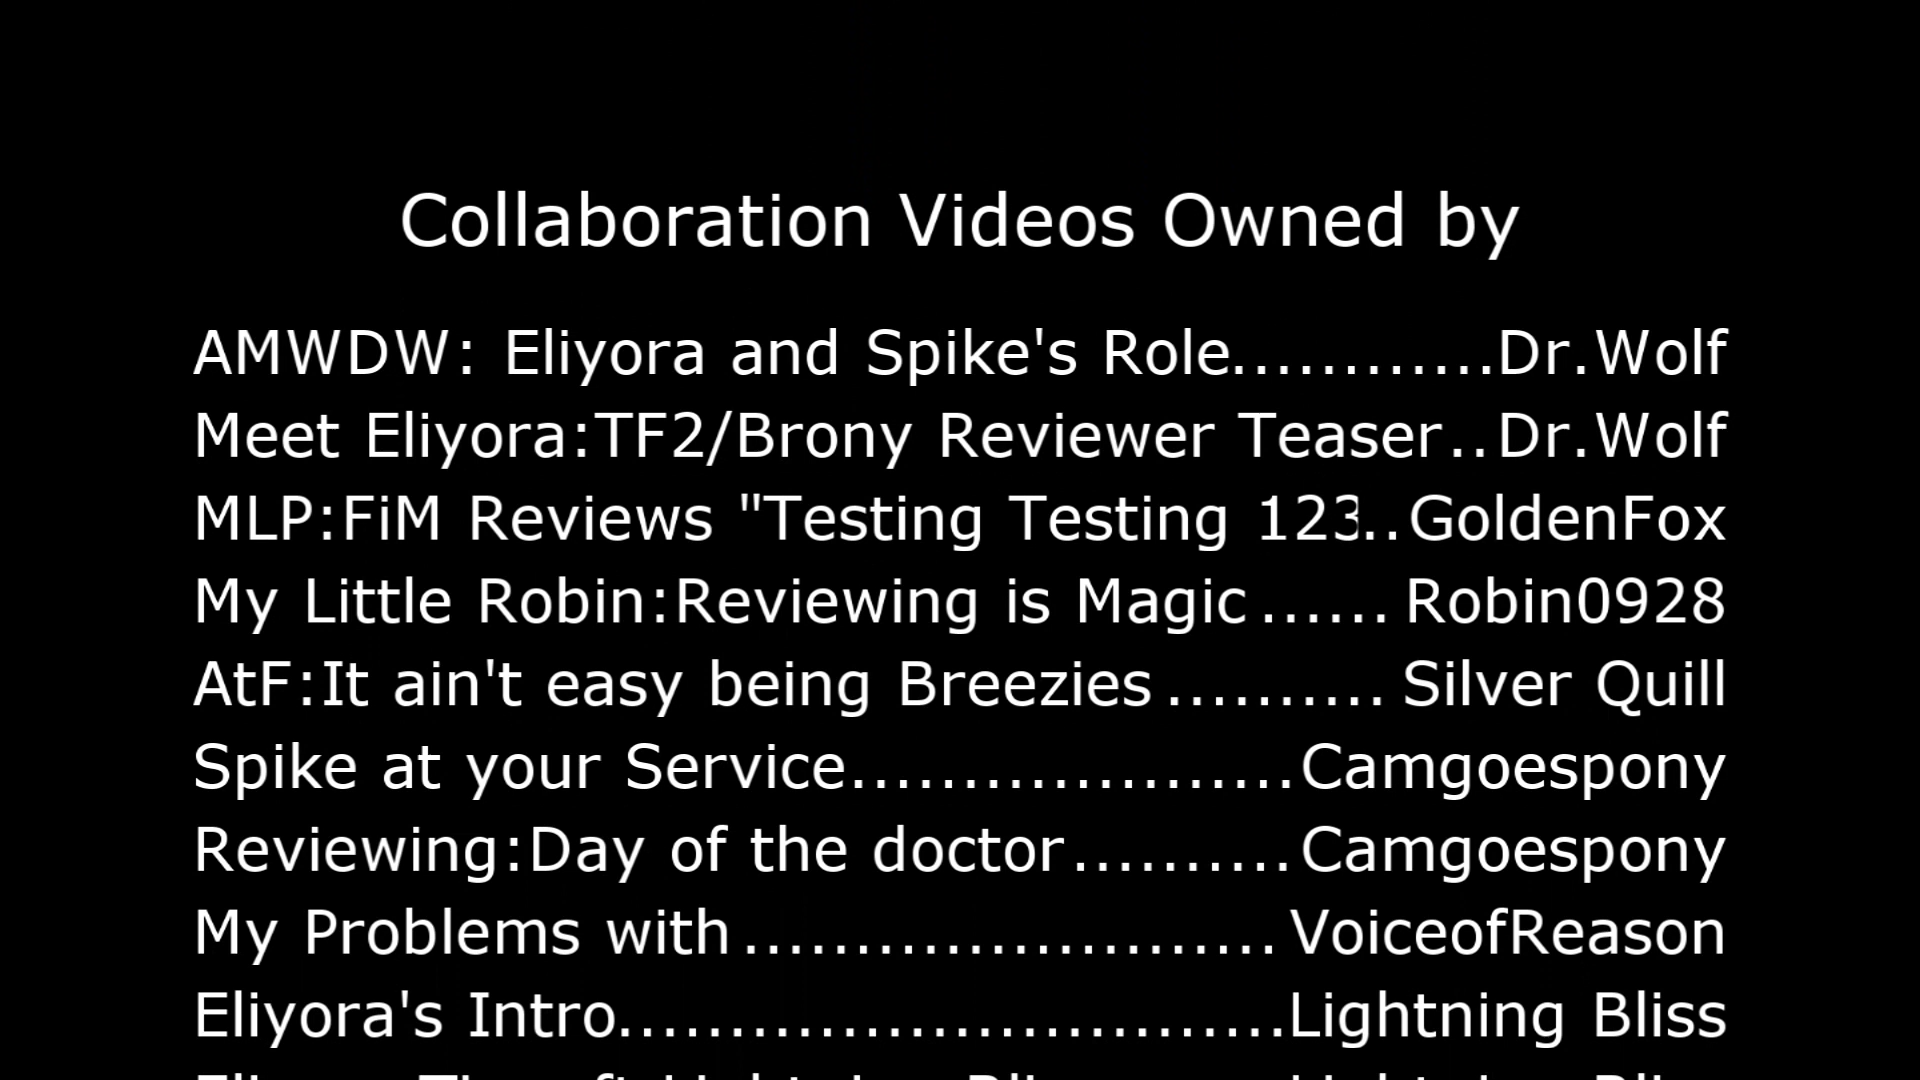 Collaboration Videos Owned by
AMWDW: Eliyora and Spike's Role............Dr.Wolf
Meet Eliyora:TF2/Brony Reviewer Teaser..Dr.Wolf
MLP:FiM Reviews "Testing Testing 123..GoldenFox
My Little Robin:Reviewing is Magic ...... Robin0928
AtF:It ain't easy being Breezies .......... Silver Quill
Spike at your Service....................Camgoespony
Reviewing:Day of the doctor..........Camgoespony
My Problems with ........................ VoiceofReason
Eliyora's Intro..............................Lightning Bliss